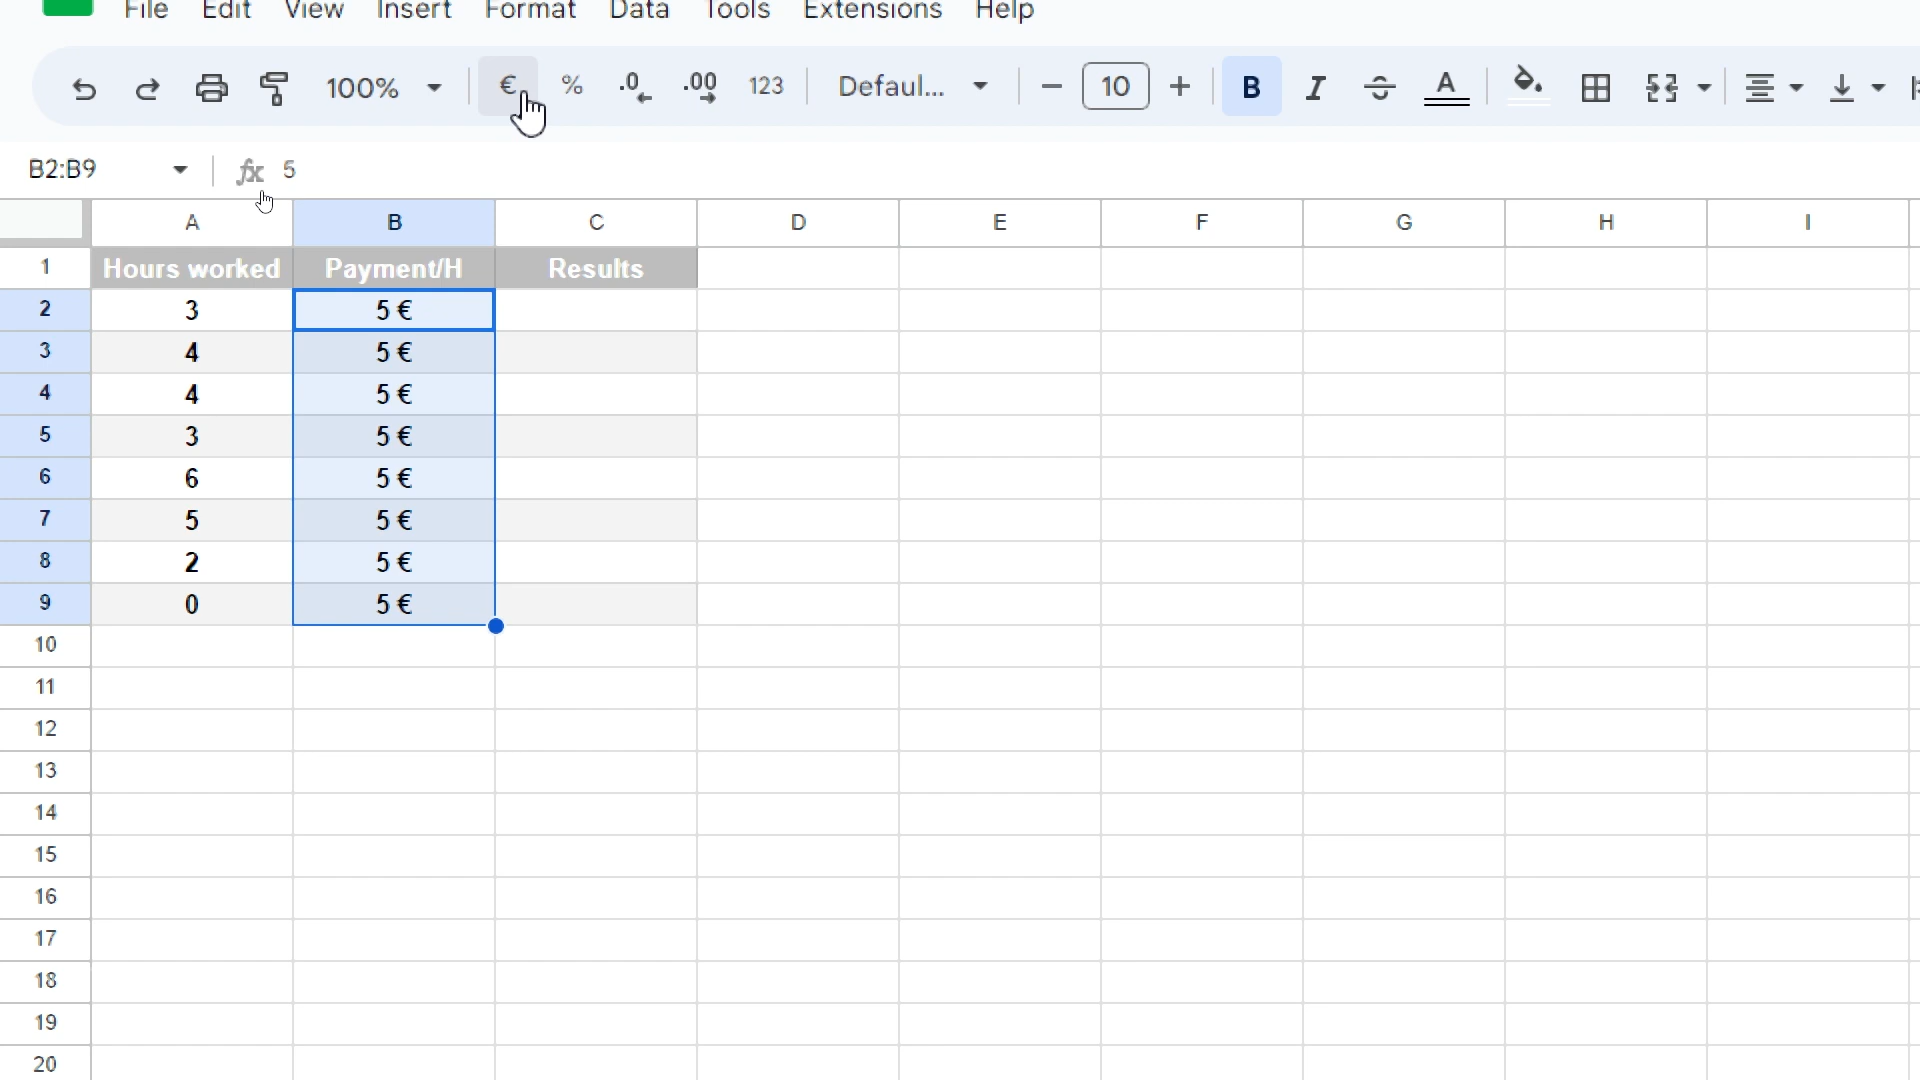 File Edit View Insert Format Data Tools Extensions Help
100% € % .0 .00 123 Defaul... − 10 + B I S A
B2:B9 fx 5
A B C D E F G H I
1 Hours worked Payment/H Results
2 3 5 €
3 4 5 €
4 4 5 €
5 3 5 €
6 6 5 €
7 5 5 €
8 2 5 €
9 0 5 €
10
11
12
13
14
15
16
17
18
19
20